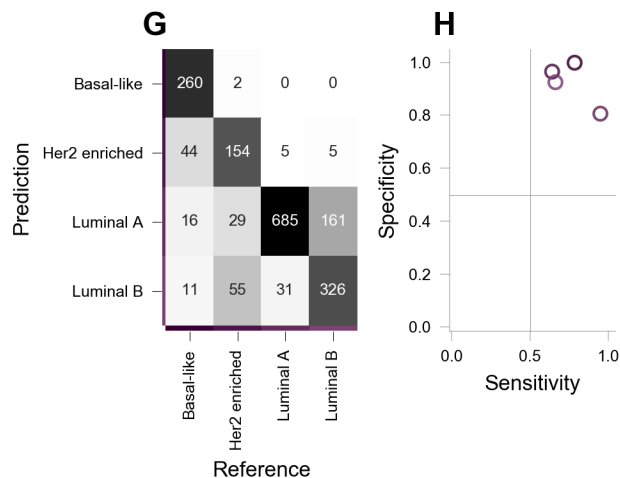 G
Prediction
Basal-like 260 2 0 0
Her2 enriched 44 154 5 5
Luminal A 16 29 685 161
Luminal B 11 55 31 326
Basal-like
Her2 enriched
Luminal A
Luminal B
Reference
H
Specificity
1.0
0.8
0.6
0.4
0.2
0.0
0.0 0.5 1.0
Sensitivity